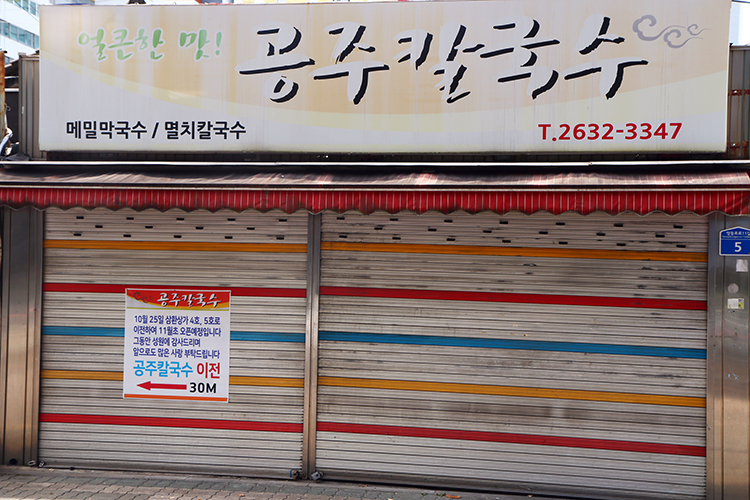 얼큰한 맛! 공주칼국수
메밀막국수 / 멸치칼국수 T.2632-3347
5
공주칼국수
10월 25일 삼환상가 4호, 5호로
이전하여 11월초 오픈예정입니다
그동안 성원에 감사드리며
앞으로도 많은 사랑 부탁드립니다
공주칼국수 이전
30M